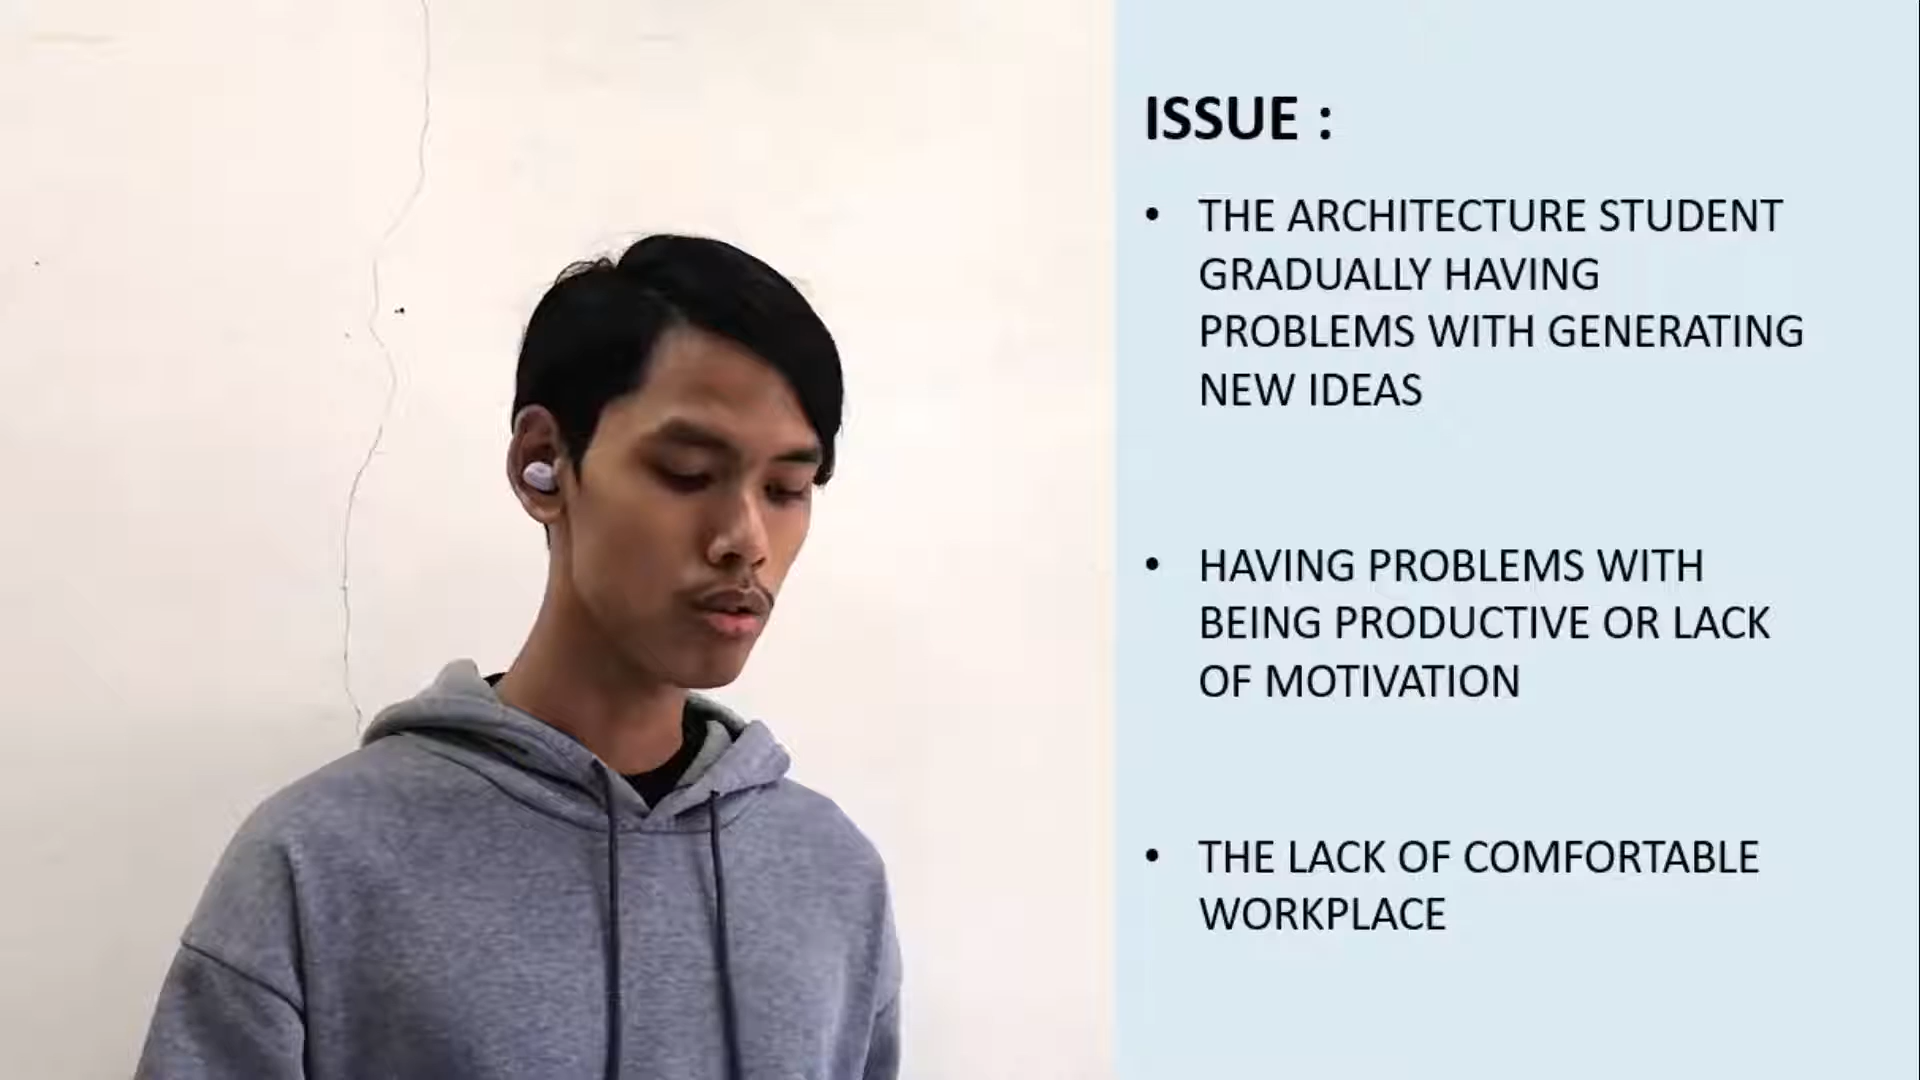 ISSUE :
• THE ARCHITECTURE STUDENT
GRADUALLY HAVING
PROBLEMS WITH GENERATING
NEW IDEAS
• HAVING PROBLEMS WITH
BEING PRODUCTIVE OR LACK
OF MOTIVATION
• THE LACK OF COMFORTABLE
WORKPLACE